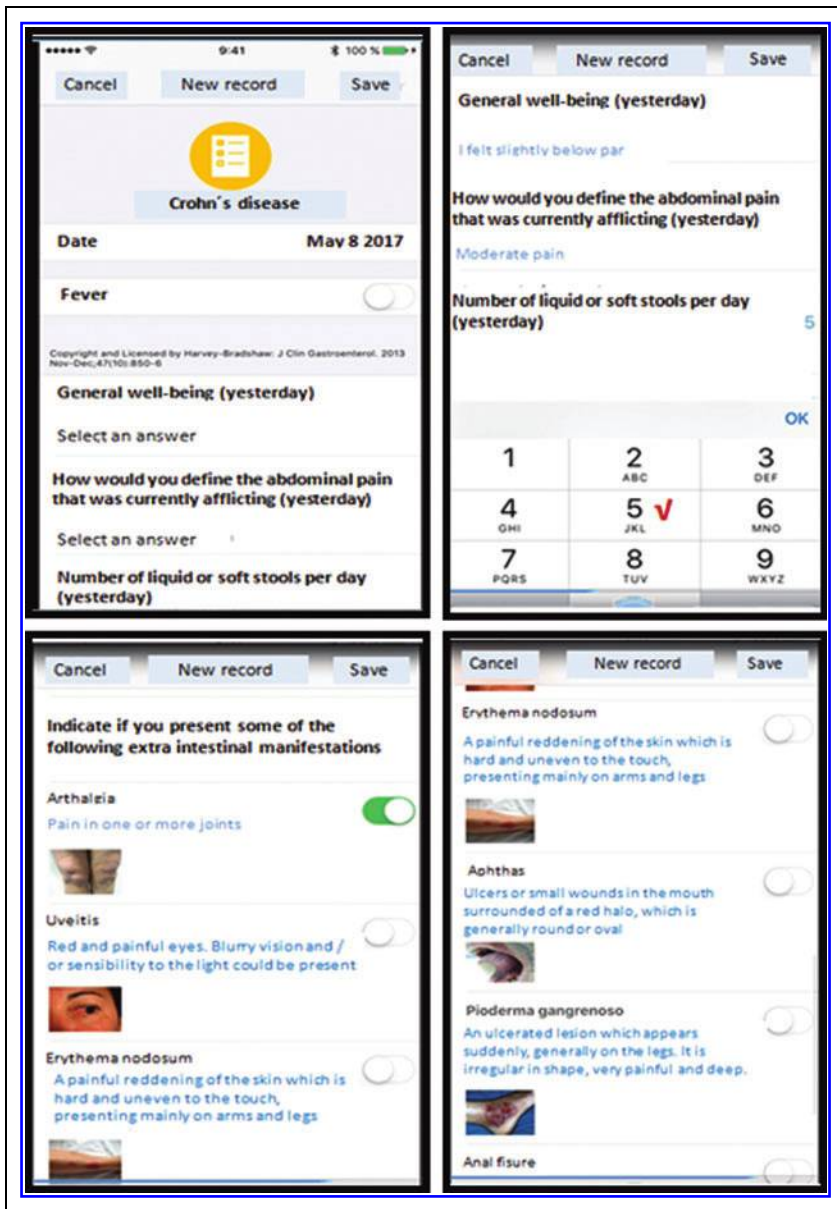 9:41
100 %
Cancel
New record
Save
Crohn´s disease
Date
May 8 2017
Fever
Copyright and Licensed by Harvey-Bradshaw: J Clin Gastroenterol. 2013
Nov-Dec;47(10):850-6
General well-being (yesterday)
Select an answer
How would you define the abdominal pain
that was currently afflicting (yesterday)
Select an answer
Number of liquid or soft stools per day
(yesterday)
Cancel
New record
Save
General well-being (yesterday)
I felt slightly below par
How would you define the abdominal pain
that was currently afflicting (yesterday)
Moderate pain
Number of liquid or soft stools per day
(yesterday)
5
OK
1
2
ABC
3
DEF
4
GHI
5 √
JKL
6
MNO
7
PQRS
8
TUV
9
WXYZ
Cancel
New record
Save
Indicate if you present some of the
following extra intestinal manifestations
Arthalgia
Pain in one or more joints
Uveitis
Red and painful eyes. Blurry vision and /
or sensibility to the light could be present
Erythema nodosum
A painful reddening of the skin which is
hard and uneven to the touch,
presenting mainly on arms and legs
Cancel
New record
Save
Erythema nodosum
A painful reddening of the skin which is
hard and uneven to the touch,
presenting mainly on arms and legs
Aphthas
Ulcers or small wounds in the mouth
surrounded of a red halo, which is
generally round or oval
Pioderma gangrenoso
An ulcerated lesion which appears
suddenly, generally on the legs. It is
irregular in shape, very painful and deep.
Anal fisure